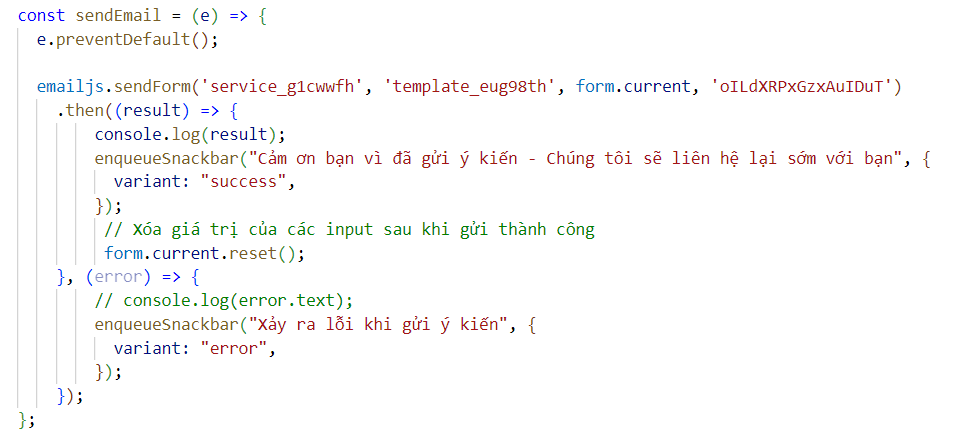 const sendEmail = (e) => {
e.preventDefault();
emailjs.sendForm('service_g1cwwfh', 'template_eug98th', form.current, 'oILdXRPxGzxAuIDuT')
.then((result) => {
console.log(result);
enqueueSnackbar("Cảm ơn bạn vì đã gửi ý kiến - Chúng tôi sẽ liên hệ lại sớm với bạn", {
variant: "success",
});
// Xóa giá trị của các input sau khi gửi thành công
form.current.reset();
}, (error) => {
// console.log(error.text);
enqueueSnackbar("Xảy ra lỗi khi gửi ý kiến", {
variant: "error",
});
});
};